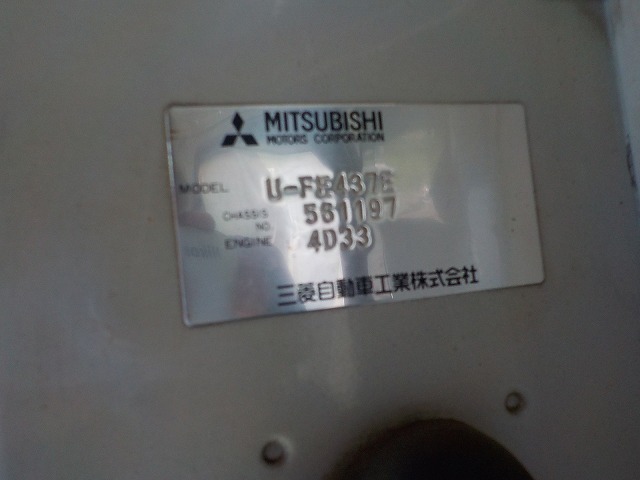 MITSUBISHI
MOTORS CORPORATION
MODEL U-FE437E
CHASSIS NO. 561197
ENGINE 4D33
三菱自動車工業株式会社